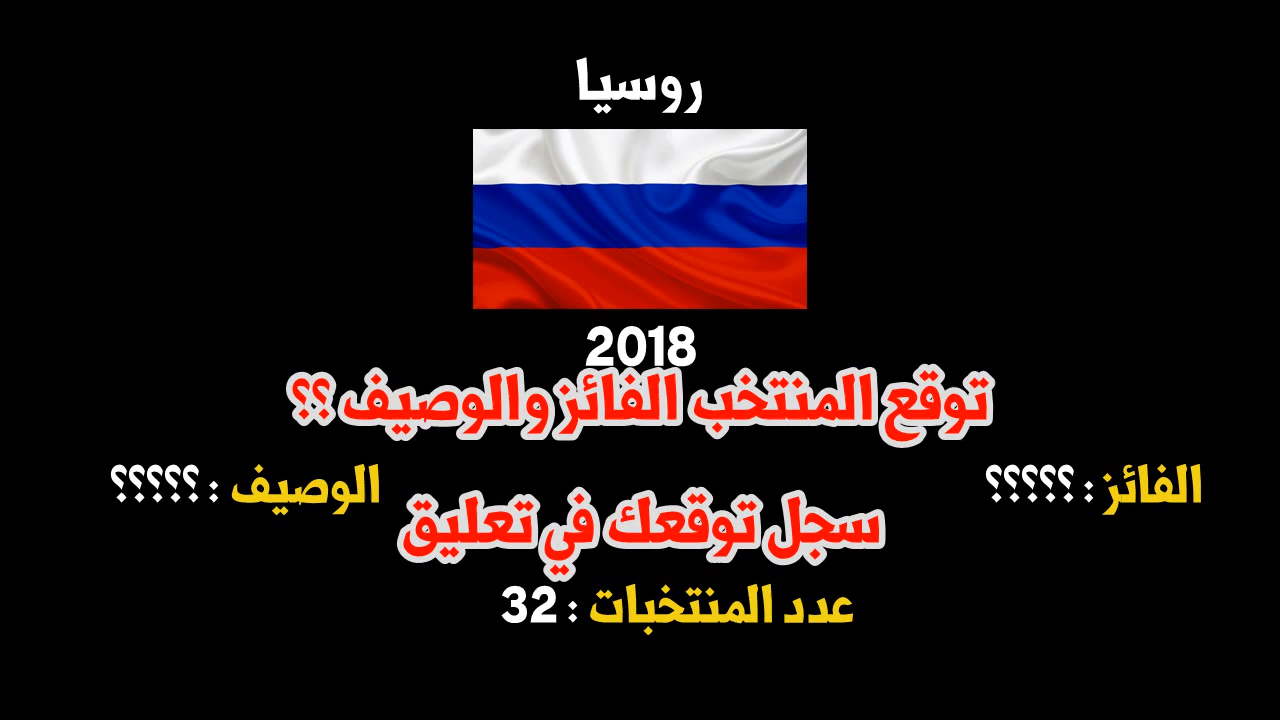 روسيا
2018
توقع المنتخب الفائز والوصيف ؟؟
الفائز : ؟؟؟؟؟
الوصيف : ؟؟؟؟؟
سجل توقعك في تعليق
عدد المنتخبات : 32